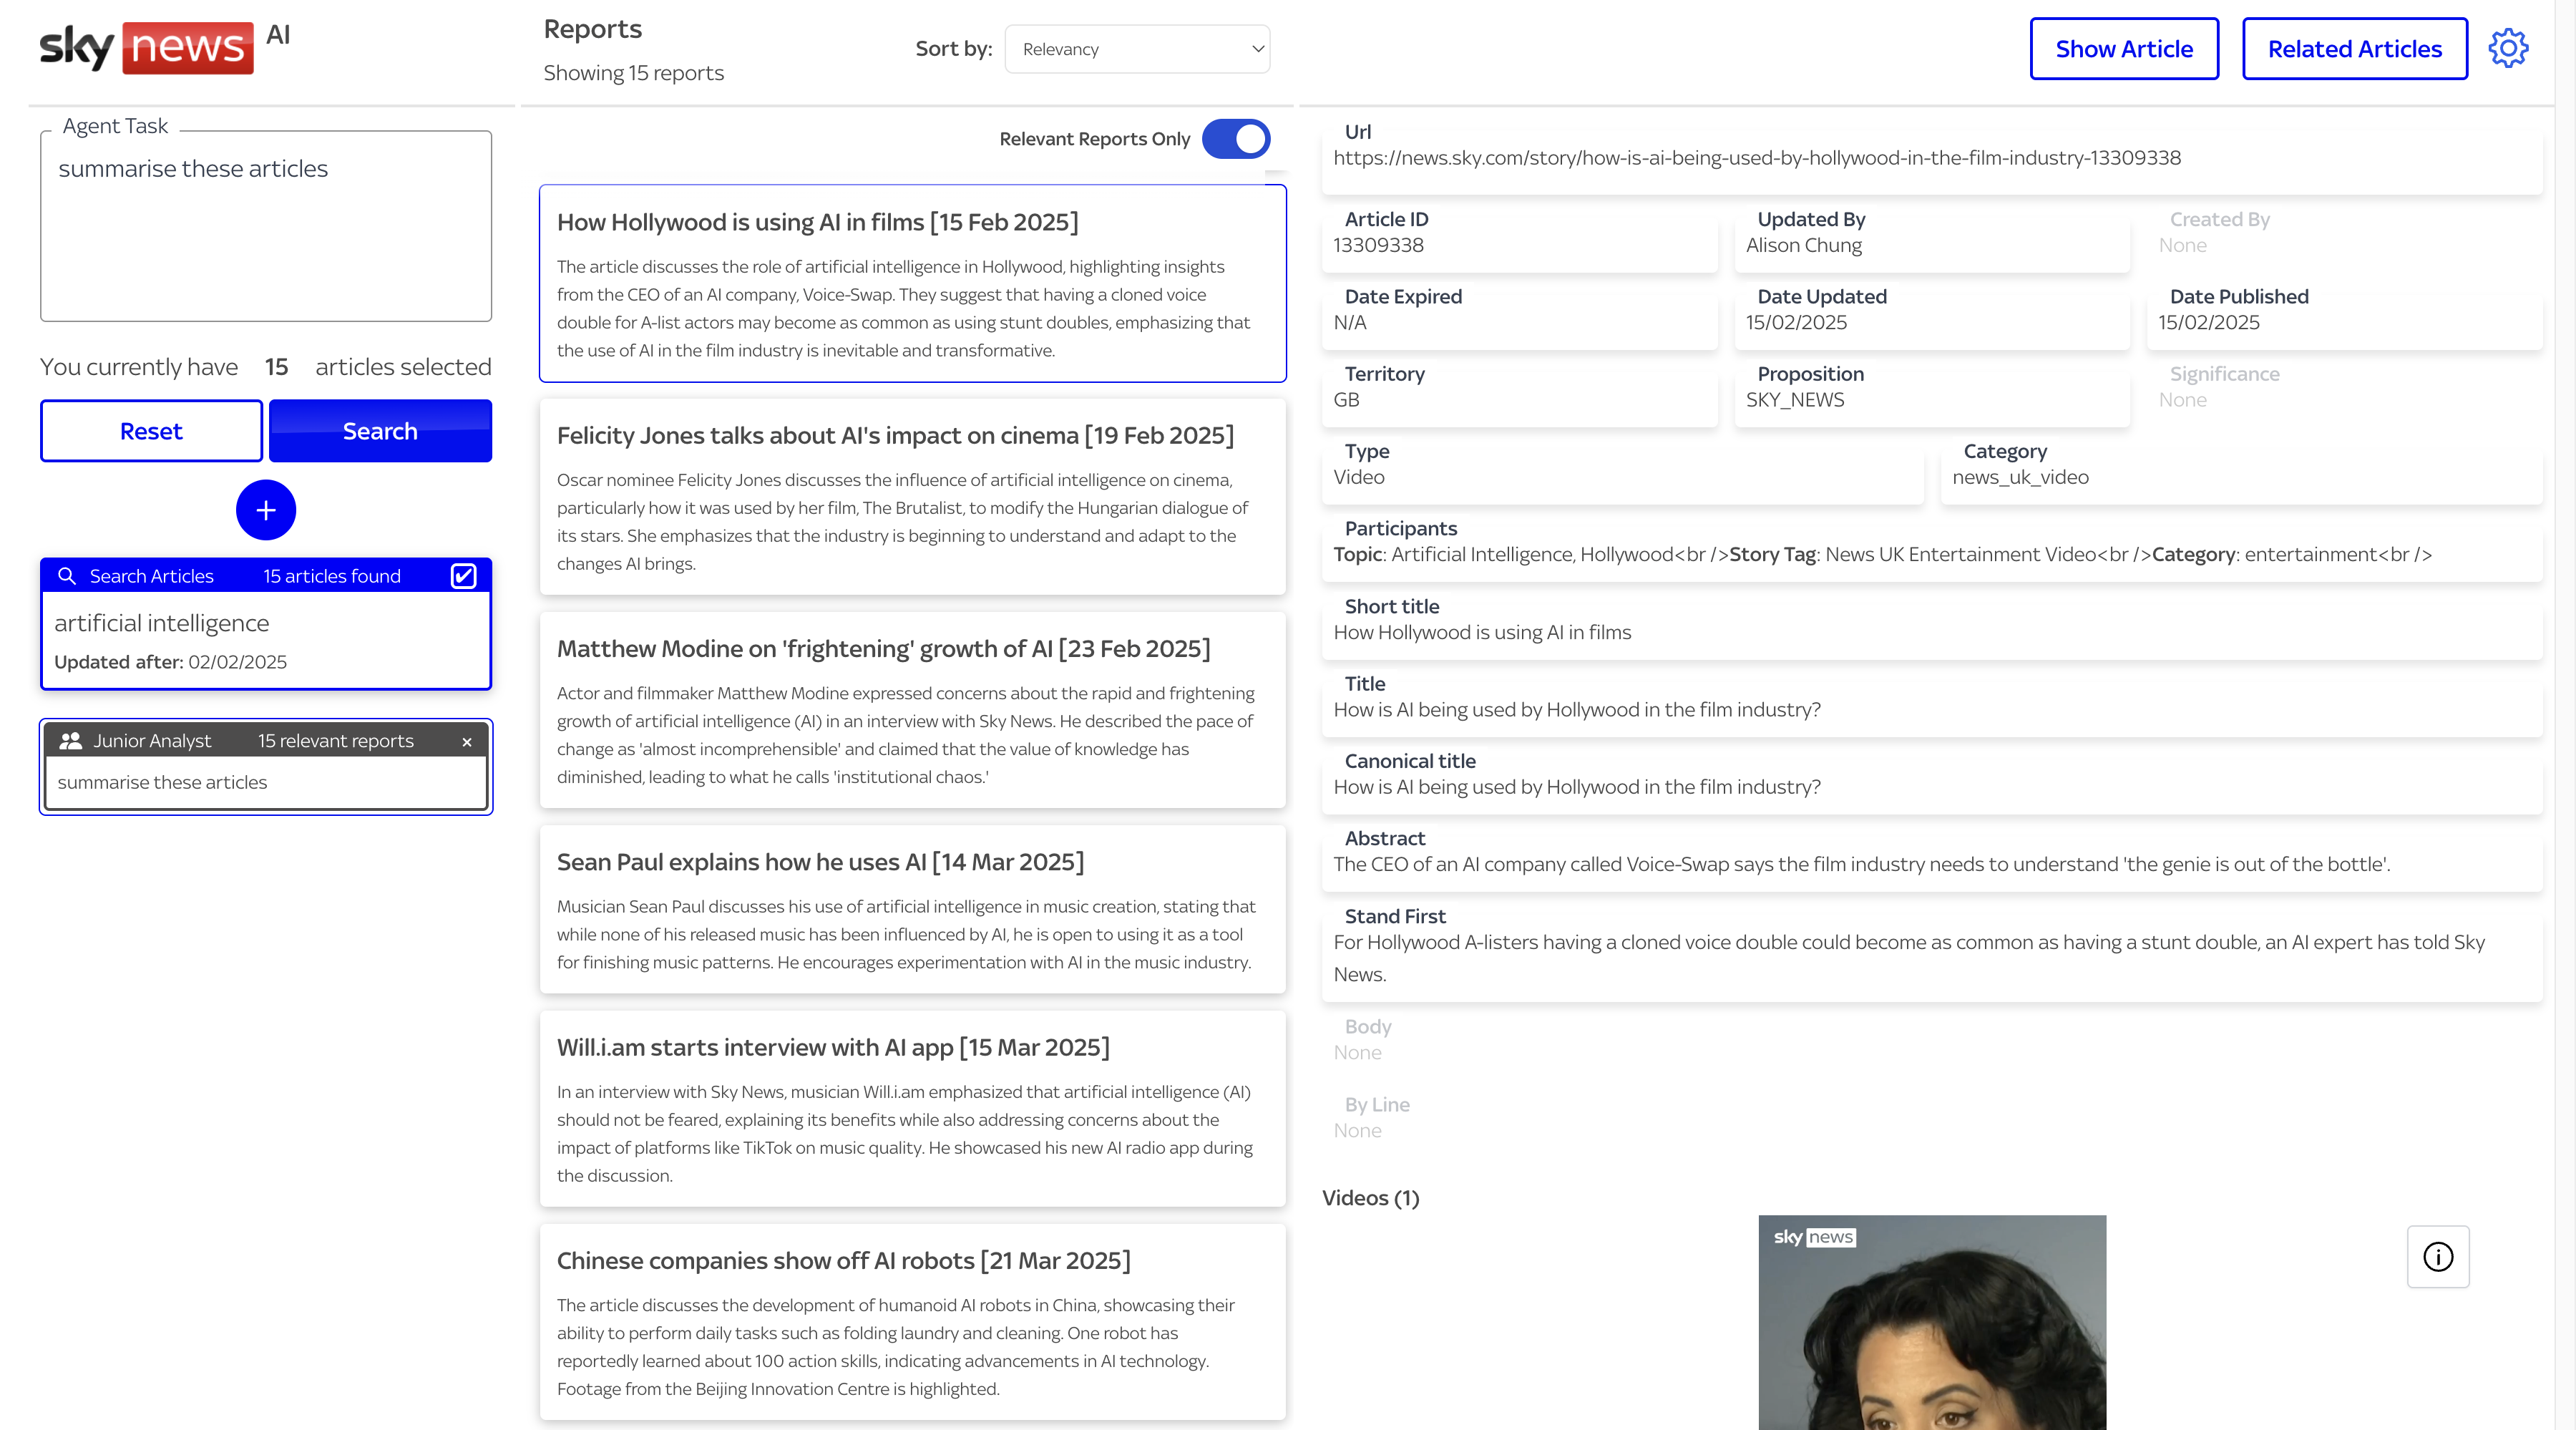 sky news AI
Agent Task
summarise these articles
You currently have 15 articles selected
Reset
Search
+
Search Articles 15 articles found
artificial intelligence
Updated after: 02/02/2025
Junior Analyst 15 relevant reports ×
summarise these articles
Reports
Showing 15 reports
Sort by: Relevancy
Relevant Reports Only
How Hollywood is using AI in films [15 Feb 2025]
The article discusses the role of artificial intelligence in Hollywood, highlighting insights
from the CEO of an AI company, Voice-Swap. They suggest that having a cloned voice
double for A-list actors may become as common as using stunt doubles, emphasizing that
the use of AI in the film industry is inevitable and transformative.
Felicity Jones talks about AI's impact on cinema [19 Feb 2025]
Oscar nominee Felicity Jones discusses the influence of artificial intelligence on cinema,
particularly how it was used by her film, The Brutalist, to modify the Hungarian dialogue of
its stars. She emphasizes that the industry is beginning to understand and adapt to the
changes AI brings.
Matthew Modine on 'frightening' growth of AI [23 Feb 2025]
Actor and filmmaker Matthew Modine expressed concerns about the rapid and frightening
growth of artificial intelligence (AI) in an interview with Sky News. He described the pace of
change as 'almost incomprehensible' and claimed that the value of knowledge has
diminished, leading to what he calls 'institutional chaos.'
Sean Paul explains how he uses AI [14 Mar 2025]
Musician Sean Paul discusses his use of artificial intelligence in music creation, stating that
while none of his released music has been influenced by AI, he is open to using it as a tool
for finishing music patterns. He encourages experimentation with AI in the music industry.
Will.i.am starts interview with AI app [15 Mar 2025]
In an interview with Sky News, musician Will.i.am emphasized that artificial intelligence (AI)
should not be feared, explaining its benefits while also addressing concerns about the
impact of platforms like TikTok on music quality. He showcased his new AI radio app during
the discussion.
Chinese companies show off AI robots [21 Mar 2025]
The article discusses the development of humanoid AI robots in China, showcasing their
ability to perform daily tasks such as folding laundry and cleaning. One robot has
reportedly learned about 100 action skills, indicating advancements in AI technology.
Footage from the Beijing Innovation Centre is highlighted.
Show Article
Related Articles
Url
https://news.sky.com/story/how-is-ai-being-used-by-hollywood-in-the-film-industry-13309338
Article ID
13309338
Updated By
Alison Chung
Created By
None
Date Expired
N/A
Date Updated
15/02/2025
Date Published
15/02/2025
Territory
GB
Proposition
SKY_NEWS
Significance
None
Type
Video
Category
news_uk_video
Participants
Topic: Artificial Intelligence, Hollywood<br />Story Tag: News UK Entertainment Video<br />Category: entertainment<br />
Short title
How Hollywood is using AI in films
Title
How is AI being used by Hollywood in the film industry?
Canonical title
How is AI being used by Hollywood in the film industry?
Abstract
The CEO of an AI company called Voice-Swap says the film industry needs to understand 'the genie is out of the bottle'.
Stand First
For Hollywood A-listers having a cloned voice double could become as common as having a stunt double, an AI expert has told Sky
News.
Body
None
By Line
None
Videos (1)
sky news